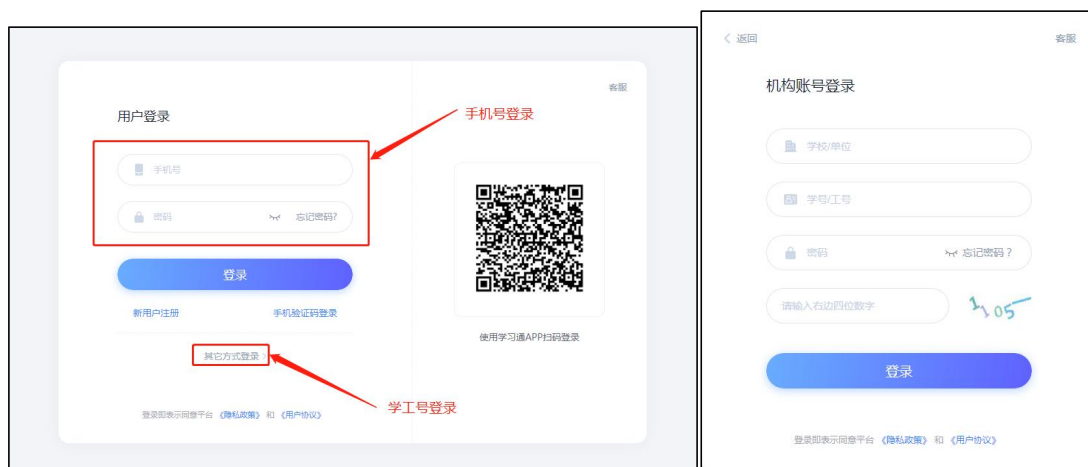 客服
用户登录
手机号登录
手机号
密码
忘记密码?
登录
新用户注册
手机验证码登录
使用学习通APP扫码登录
其它方式登录
学工号登录
登录即表示同意平台 《隐私政策》 和 《用户协议》
返回
客服
机构账号登录
学校/单位
学号/工号
密码
忘记密码？
请输入右边四位数字
1105
登录
登录即表示同意平台 《隐私政策》 和 《用户协议》